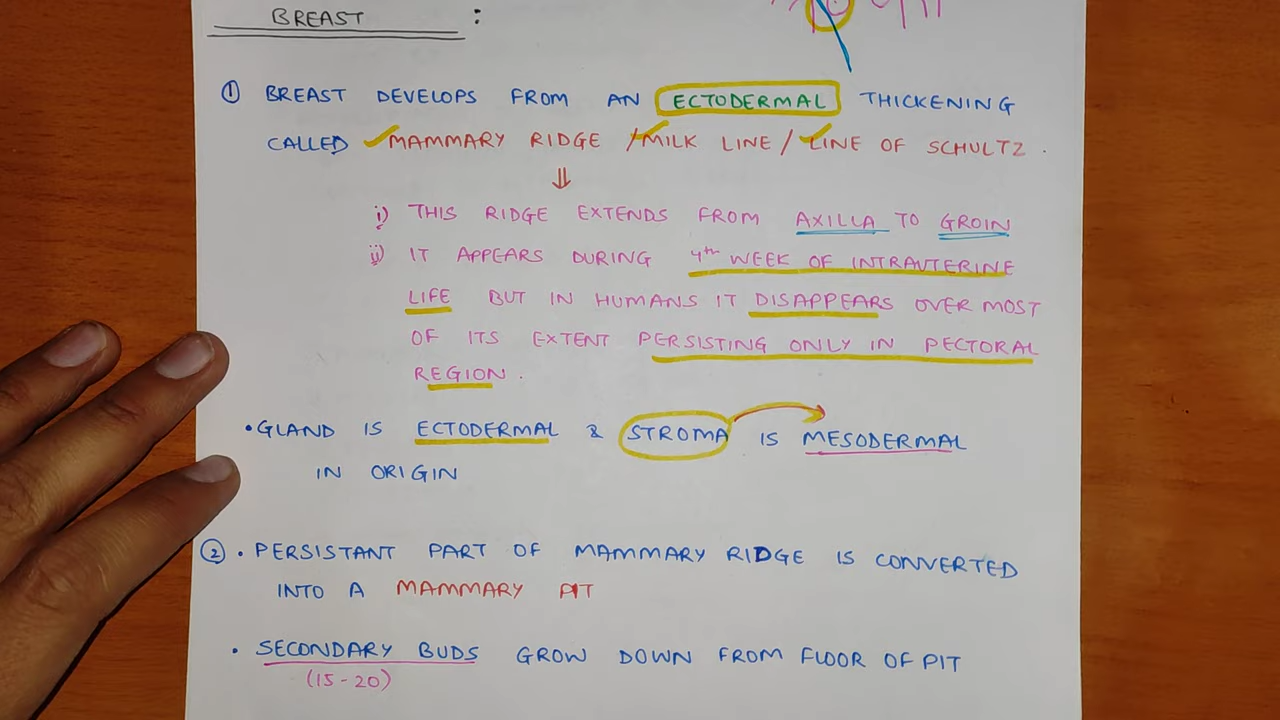 BREAST :
① BREAST DEVELOPS FROM AN ECTODERMAL THICKENING
CALLED MAMMARY RIDGE / MILK LINE / LINE OF SCHULTZ .
⇓
i) THIS RIDGE EXTENDS FROM AXILLA TO GROIN
ii) IT APPEARS DURING 4th WEEK OF INTRAUTERINE
LIFE BUT IN HUMANS IT DISAPPEARS OVER MOST
OF ITS EXTENT PERSISTING ONLY IN PECTORAL
REGION .
• GLAND IS ECTODERMAL & STROMA IS MESODERMAL
IN ORIGIN
② • PERSISTANT PART OF MAMMARY RIDGE IS CONVERTED
INTO A MAMMARY PIT
• SECONDARY BUDS GROW DOWN FROM FLOOR OF PIT
(15-20)